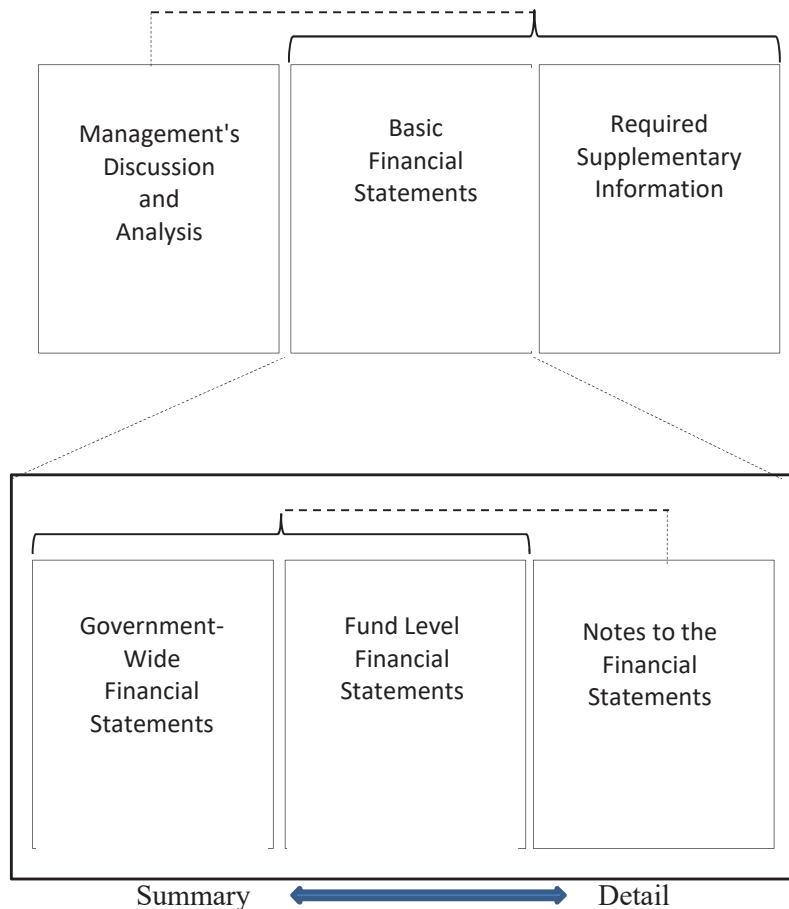 Management's
Discussion
and
Analysis
Basic
Financial
Statements
Required
Supplementary
Information
Government-
Wide
Financial
Statements
Fund Level
Financial
Statements
Notes to the
Financial
Statements
Summary
Detail